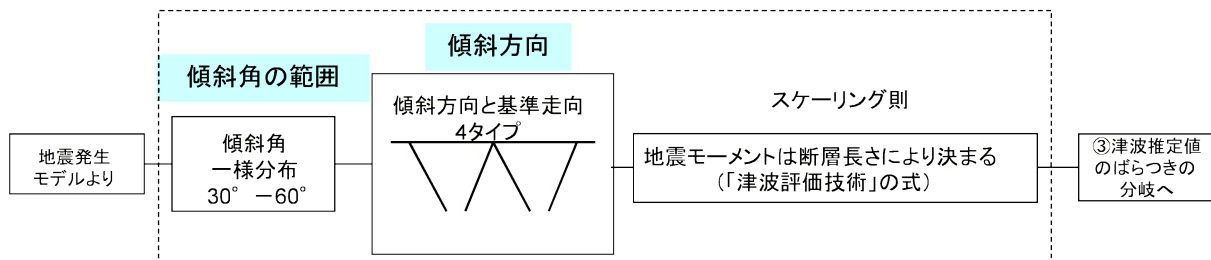 傾斜方向
傾斜角の範囲
スケーリング則
地震発生
モデルより
傾斜角
一様分布
30°－60°
傾斜方向と基準走向
4タイプ
地震モーメントは断層長さにより決まる
（「津波評価技術」の式）
③津波推定値
のばらつきの
分岐へ